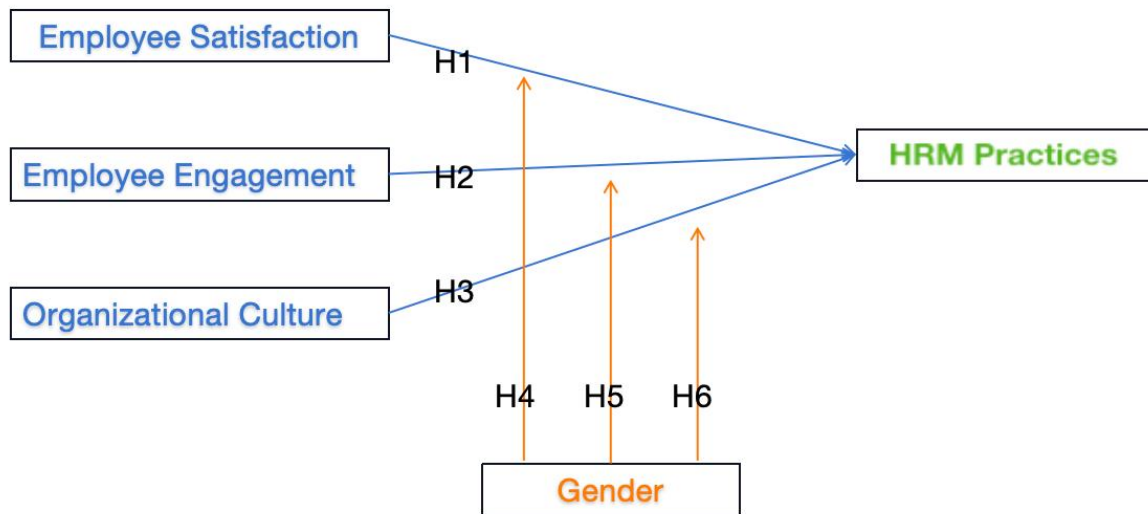 Employee Satisfaction
H1
HRM Practices
Employee Engagement
H2
H3
Organizational Culture
H4 H5 H6
Gender